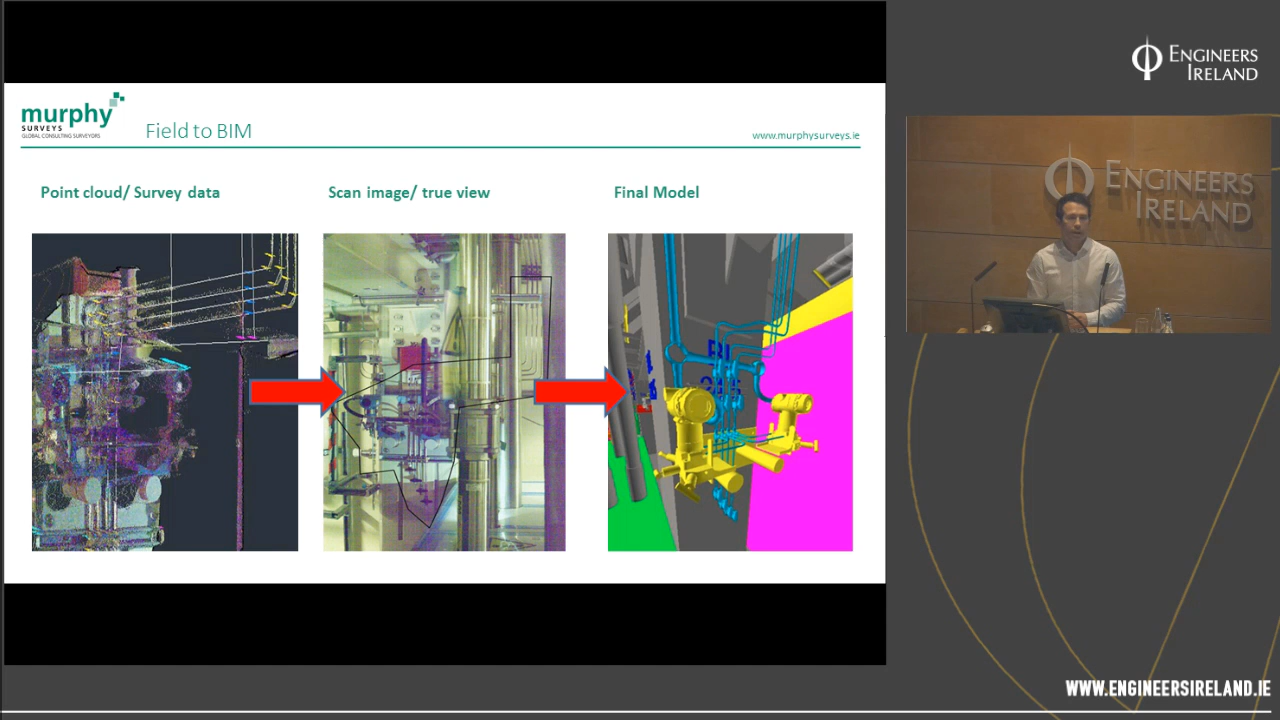 murphy
SURVEYS
GLOBAL CONSULTING SURVEYORS
Field to BIM
www.murphysurveys.ie
Point cloud/ Survey data
Scan image/ true view
Final Model
ENGINEERS
IRELAND
ENGINEERS
IRELAND
WWW.ENGINEERSIRELAND.IE